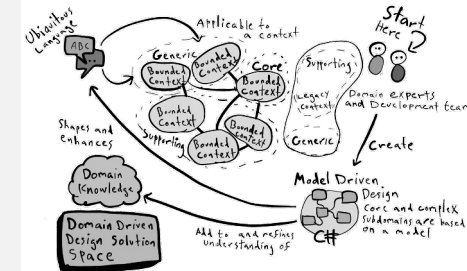 Ubiquitous
Language
ABC
Applicable to
a context
Start
Here
Generic
Core
Bounded
Context
Bounded
Context
Bounded
Context
Bounded
Context
Bounded
Context
Bounded
Context
Supporting
Supporting
Legacy
Context
Generic
Domain experts
and Development team
Create
Shapes and
enhances
Domain
Knowledge
Model Driven
Design
Core and complex
subdomains are based
on a model
C#
Add to and refines
understanding of
Domain Driven
Design Solution
Space